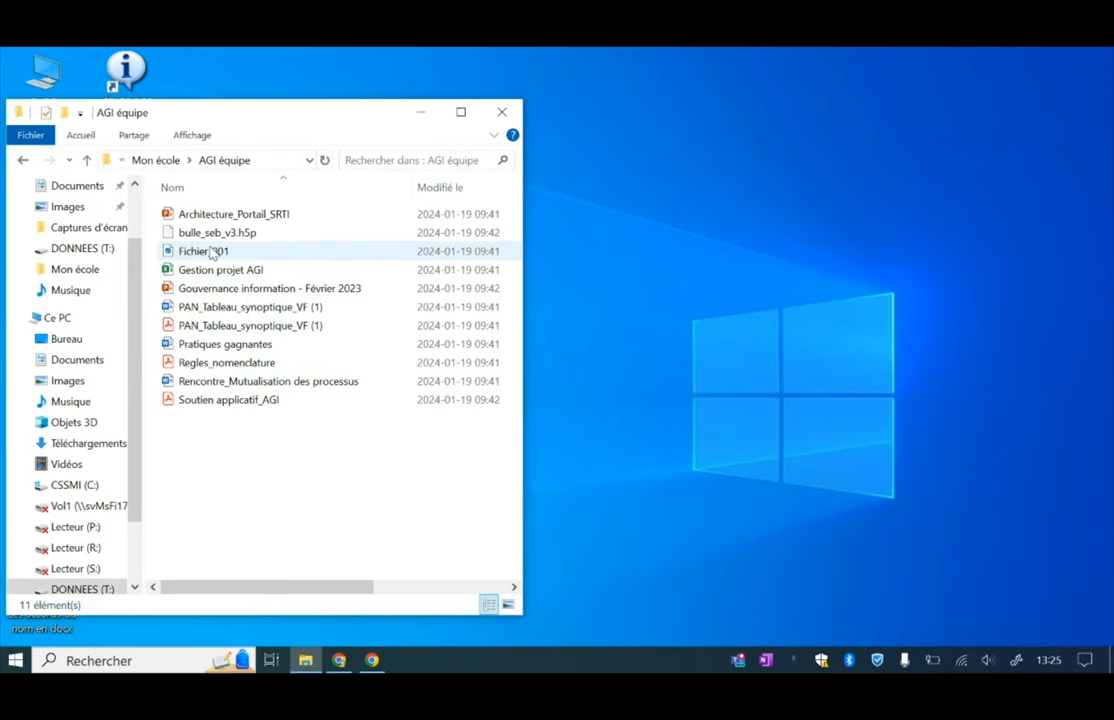 AGI équipe
Fichier Accueil Partage Affichage
Mon école AGI équipe Rechercher dans : AGI équipe
Nom Modifié le
Documents
Images
Captures d'écran
DONNEES (T:)
Mon école
Musique
Ce PC
Bureau
Documents
Images
Musique
Objets 3D
Téléchargements
Vidéos
CSSMI (C:)
Vol1 (\\svMsFi17
Lecteur (P:)
Lecteur (R:)
Lecteur (S:)
DONNEES (T:)
Architecture_Portail_SRTI 2024-01-19 09:41
bulle_seb_v3.h5p 2024-01-19 09:42
Fichier 2024-01-19 09:41
Gestion projet AGI 2024-01-19 09:41
Gouvernance information - Février 2023 2024-01-19 09:42
PAN_Tableau_synoptique_VF (1) 2024-01-19 09:41
PAN_Tableau_synoptique_VF (1) 2024-01-19 09:41
Pratiques gagnantes 2024-01-19 09:41
Regles_nomenclature 2024-01-19 09:41
Rencontre_Mutualisation des processus 2024-01-19 09:41
Soutien applicatif_AGI 2024-01-19 09:42
11 élément(s)
nom en docx
Rechercher
13:25